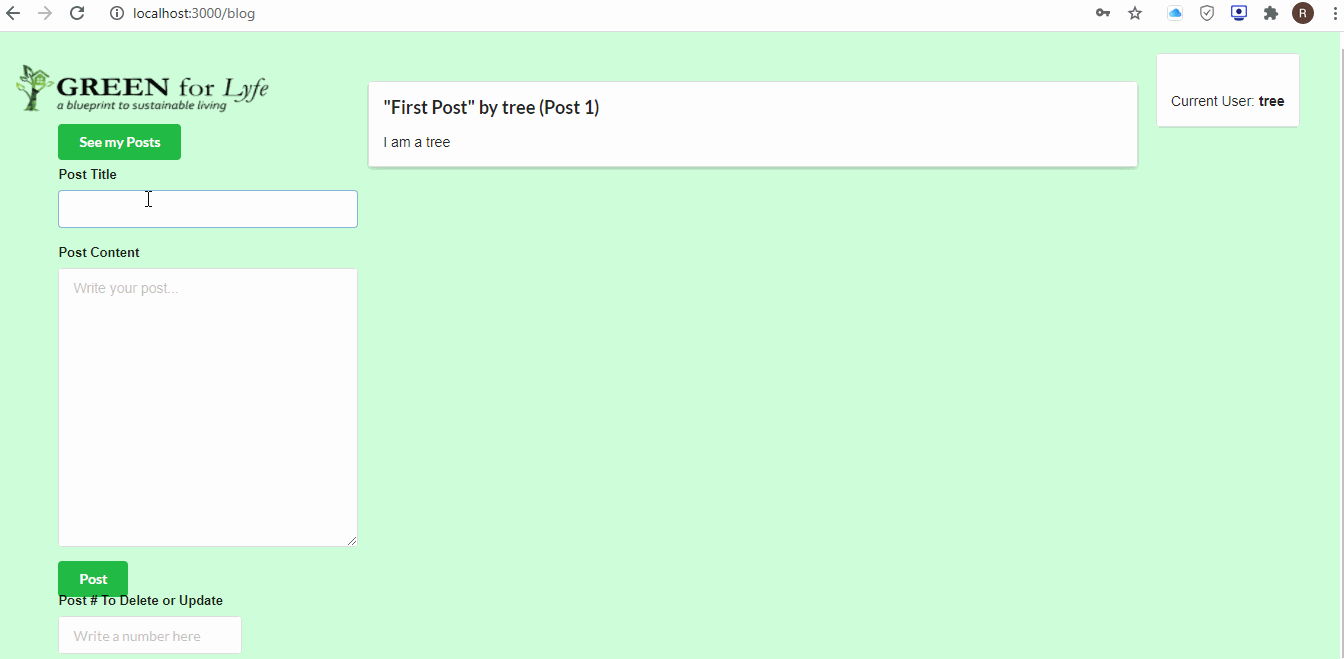 localhost:3000/blog
R
GREEN for Lyfe
a blueprint to sustainable living
See my Posts
Post Title
Post Content
Write your post...
Post
Post # To Delete or Update
Write a number here
"First Post" by tree (Post 1)
I am a tree
Current User: tree